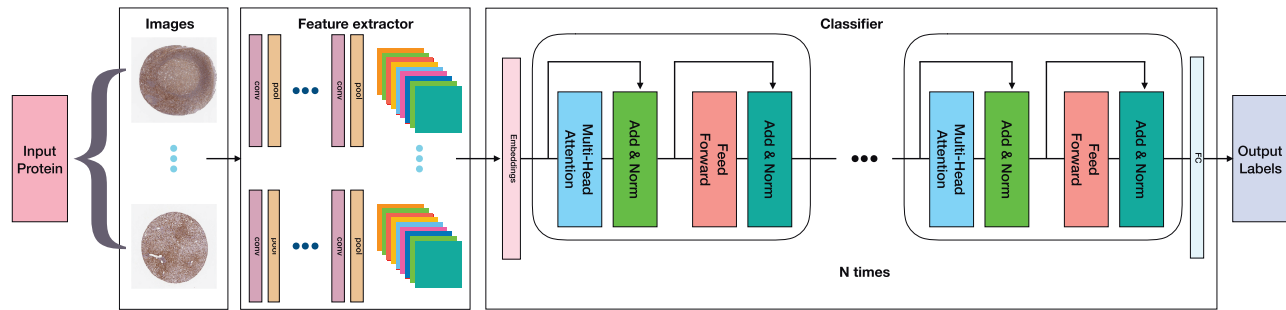 Images
Feature extractor
Classifier
Input
Protein
conv
pool
conv
pool
conv
pool
conv
pool
Embeddings
Multi-Head
Attention
Add & Norm
Feed
Forward
Add & Norm
Multi-Head
Attention
Add & Norm
Feed
Forward
Add & Norm
FC
Output
Labels
N times